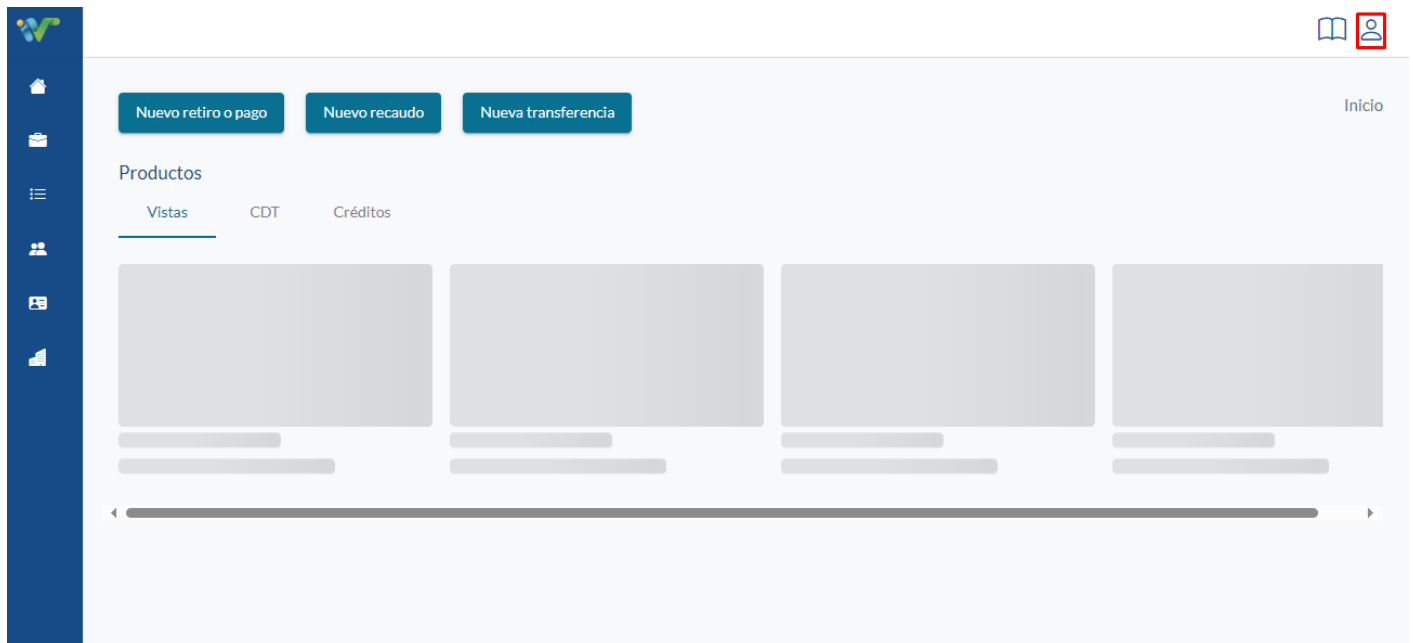 Nuevo retiro o pago Nuevo recaudo Nueva transferencia Inicio
Productos
Vistas CDT Créditos